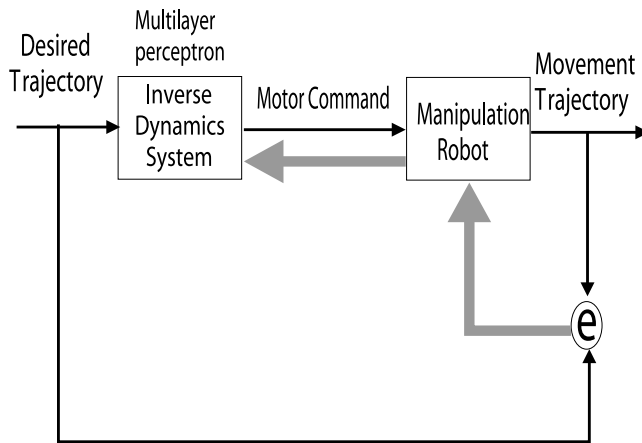 Multilayer
perceptron
Desired
Trajectory
Inverse
Dynamics
System
Motor Command
Manipulation
Robot
Movement
Trajectory
e